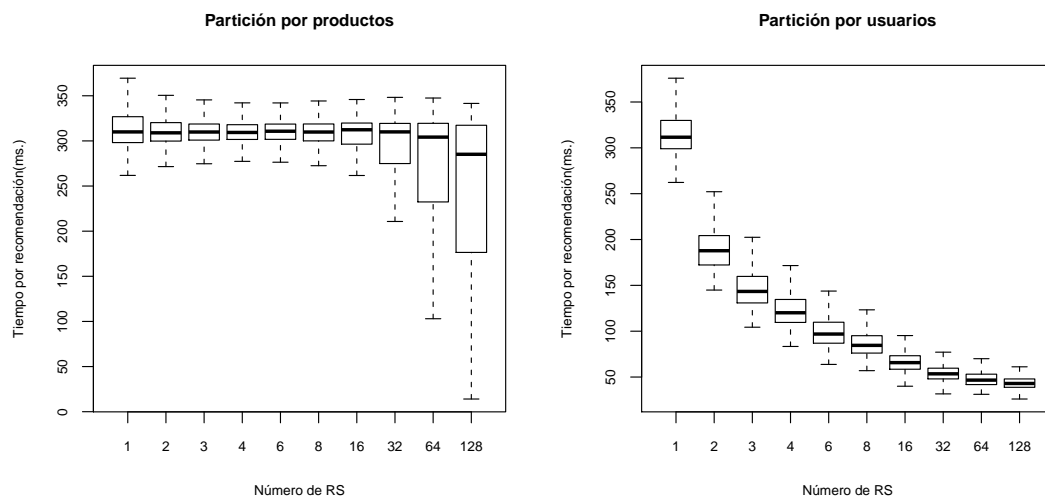 Partición por productos
Tiempo por recomendación(ms.)
350
300
250
200
150
100
50
0
1 2 3 4 6 8 16 32 64 128
Número de RS
Partición por usuarios
Tiempo por recomendación(ms.)
350
300
250
200
150
100
50
1 2 3 4 6 8 16 32 64 128
Número de RS